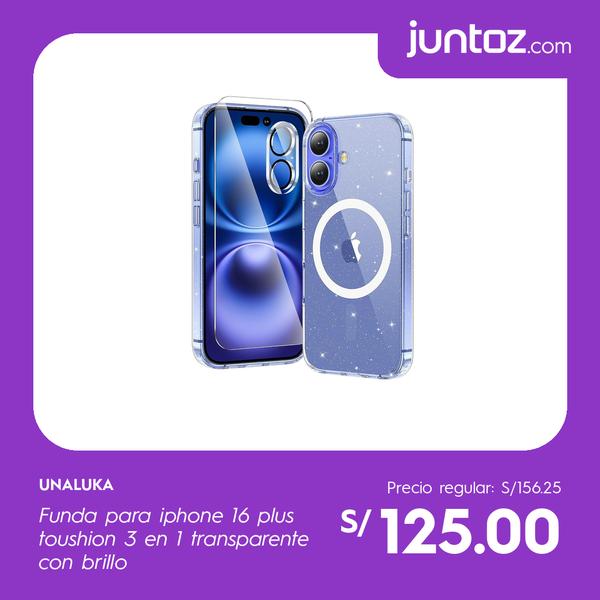 juntoz.com
UNALUKA
Funda para iphone 16 plus
toushion 3 en 1 transparente
con brillo
Precio regular: S/156.25
S/125.00